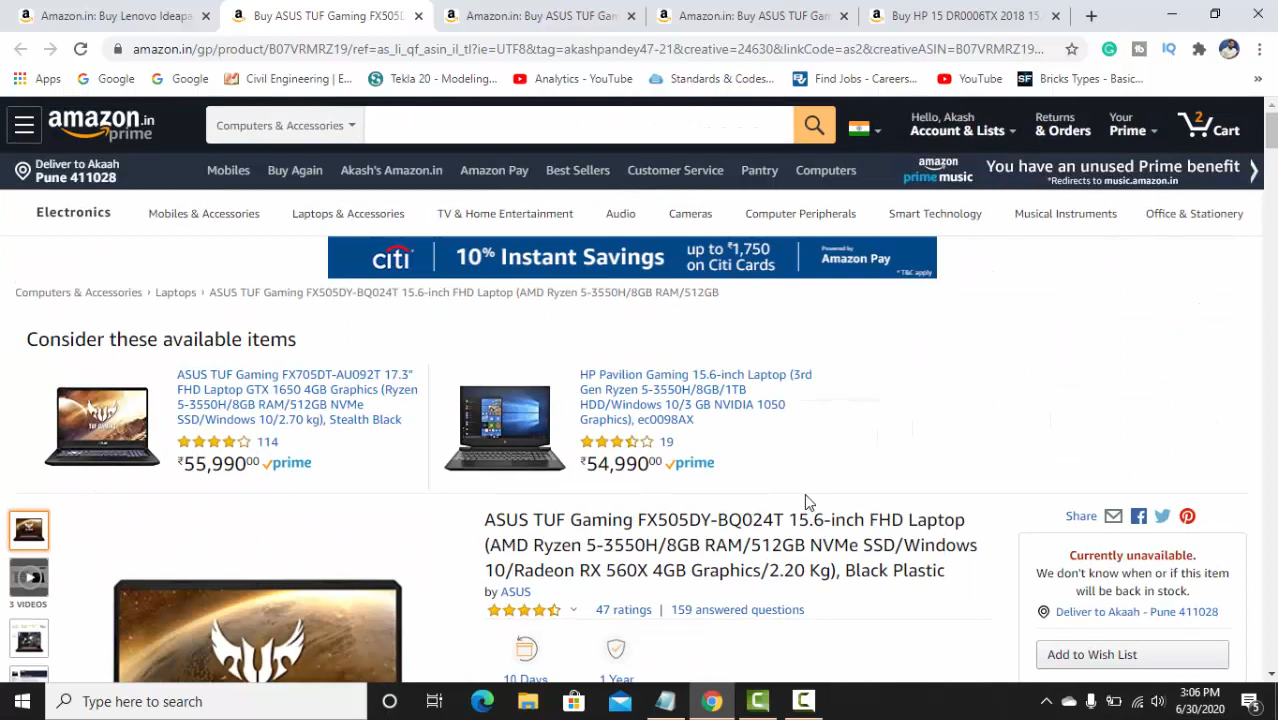 Amazon.in: Buy Lenovo Ideapa
Buy ASUS TUF Gaming FX505D
Amazon.in: Buy ASUS TUF Gam
Amazon.in: Buy ASUS TUF Gam
Buy HP 15 DR0006TX 2018 15.
amazon.in/gp/product/B07VRMRZ19/ref=as_li_qf_asin_il_tl?ie=UTF8&tag=akashpandey47-21&creative=24630&linkCode=as2&creativeASIN=B07VRMRZ19...
Apps
Google
Google
Civil Engineering | E...
Tekla 20 - Modeling...
Analytics - YouTube
Standards & Codes...
Find Jobs - Careers...
YouTube
SF Bricks Types - Basic...
amazon.in
prime
Computers & Accessories
Hello, Akash
Account & Lists
Returns
& Orders
Your
Prime
2
Cart
Deliver to Akaah
Pune 411028
Mobiles
Buy Again
Akash's Amazon.in
Amazon Pay
Best Sellers
Customer Service
Pantry
Computers
amazon
prime music
You have an unused Prime benefit
*Redirects to music.amazon.in
Electronics
Mobiles & Accessories
Laptops & Accessories
TV & Home Entertainment
Audio
Cameras
Computer Peripherals
Smart Technology
Musical Instruments
Office & Stationery
citi
10% Instant Savings
up to ₹1,750
on Citi Cards
Powered by
Amazon Pay
*T&C apply
Computers & Accessories › Laptops › ASUS TUF Gaming FX505DY-BQ024T 15.6-inch FHD Laptop (AMD Ryzen 5-3550H/8GB RAM/512GB
Consider these available items
ASUS TUF Gaming FX705DT-AU092T 17.3"
FHD Laptop GTX 1650 4GB Graphics (Ryzen
5-3550H/8GB RAM/512GB NVMe
SSD/Windows 10/2.70 kg), Stealth Black
114
₹55,99000 prime
HP Pavilion Gaming 15.6-inch Laptop (3rd
Gen Ryzen 5-3550H/8GB/1TB
HDD/Windows 10/3 GB NVIDIA 1050
Graphics), ec0098AX
19
₹54,99000 prime
3 VIDEOS
ASUS TUF Gaming FX505DY-BQ024T 15.6-inch FHD Laptop
(AMD Ryzen 5-3550H/8GB RAM/512GB NVMe SSD/Windows
10/Radeon RX 560X 4GB Graphics/2.20 Kg), Black Plastic
by ASUS
47 ratings | 159 answered questions
10 Days
1 Year
Share
Currently unavailable.
We don't know when or if this item
will be back in stock.
Deliver to Akaah - Pune 411028
Add to Wish List
Type here to search
3:06 PM
6/30/2020
5